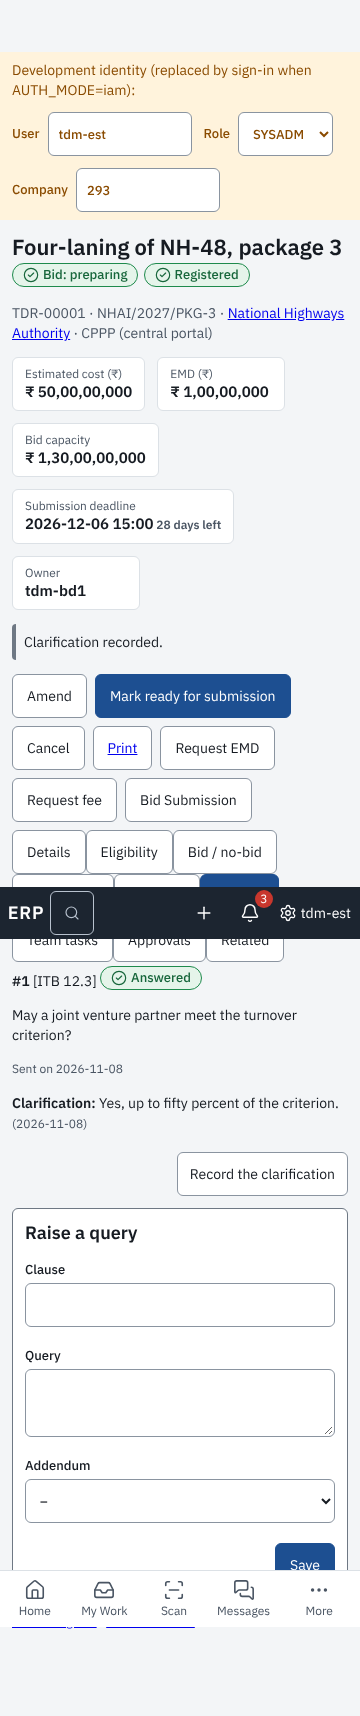 Development identity (replaced by sign-in when
AUTH_MODE=iam):
User tdm-est Role SYSADM
Company 293
Four-laning of NH-48, package 3
Bid: preparing Registered
TDR-00001 · NHAI/2027/PKG-3 · National Highways
Authority · CPPP (central portal)
Estimated cost (₹) EMD (₹)
₹ 50,00,00,000 ₹ 1,00,00,000
Bid capacity
₹ 1,30,00,00,000
Submission deadline
2026-12-06 15:00 28 days left
Owner
tdm-bd1
Clarification recorded.
Amend Mark ready for submission
Cancel Print Request EMD
Request fee Bid Submission
Details Eligibility Bid / no-bid
ERP 3 tdm-est
Team tasks Approvals Related
#1 [ITB 12.3] Answered
May a joint venture partner meet the turnover
criterion?
Sent on 2026-11-08
Clarification: Yes, up to fifty percent of the criterion.
(2026-11-08)
Record the clarification
Raise a query
Clause
Query
Addendum
–
Save
Home My Work Scan Messages More